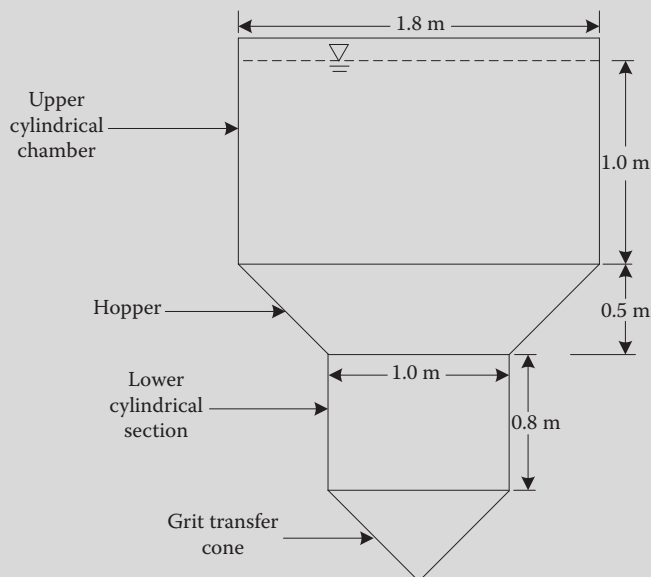 1.8 m
Upper
cylindrical
chamber
1.0 m
Hopper
0.5 m
Lower
cylindrical
section
1.0 m
0.8 m
Grit transfer
cone